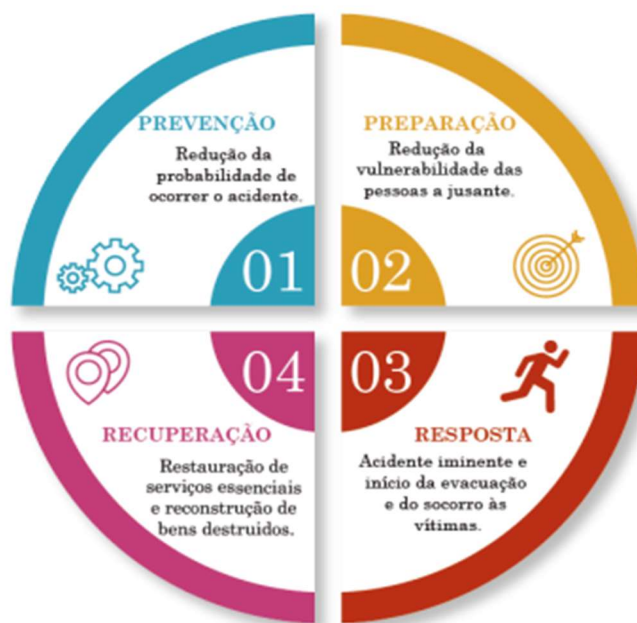 PREVENÇÃO
Redução da
probabilidade de
ocorrer o acidente.
01
PREPARAÇÃO
Redução da
vulnerabilidade das
pessoas a jusante.
02
03
RESPOSTA
Acidente iminente e
início da evacuação
e do socorro às
vítimas.
04
RECUPERAÇÃO
Restauração de
serviços essenciais
e reconstrução de
bens destruidos.